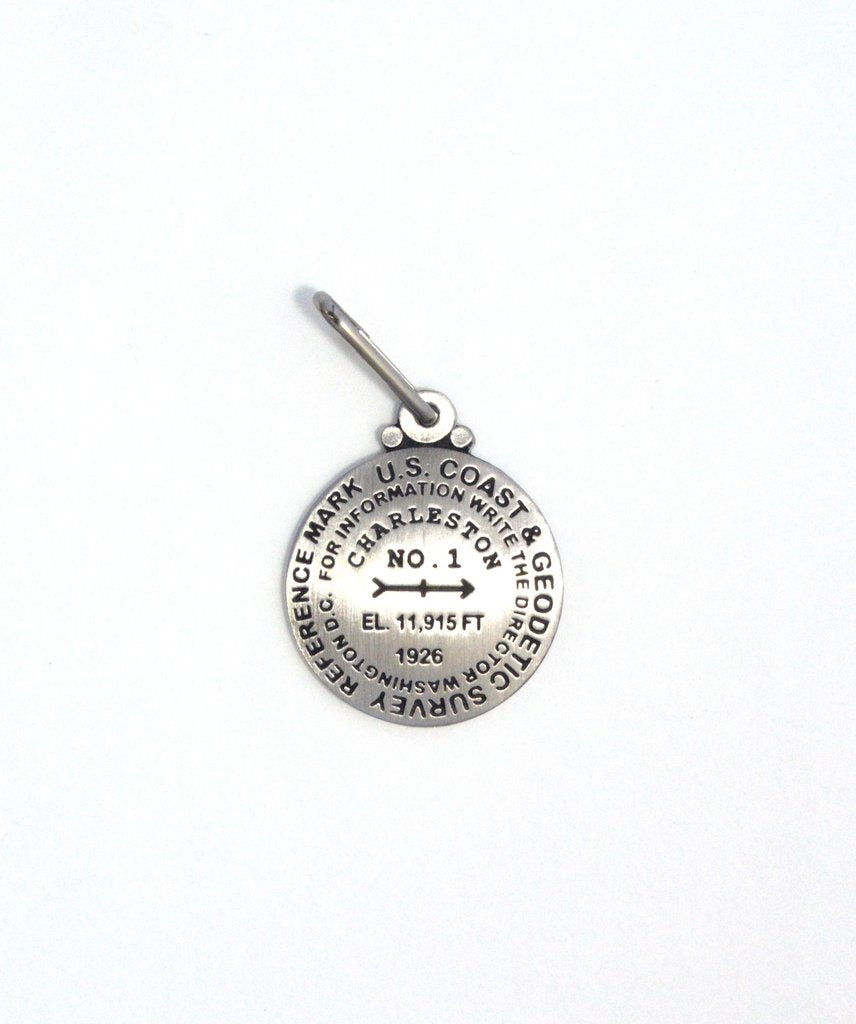 U.S. COAST & GEODETIC SURVEY REFERENCE MARK
FOR INFORMATION WRITE THE DIRECTOR WASHINGTON D.C.
CHARLESTON
NO. 1
EL. 11,915 FT
1926